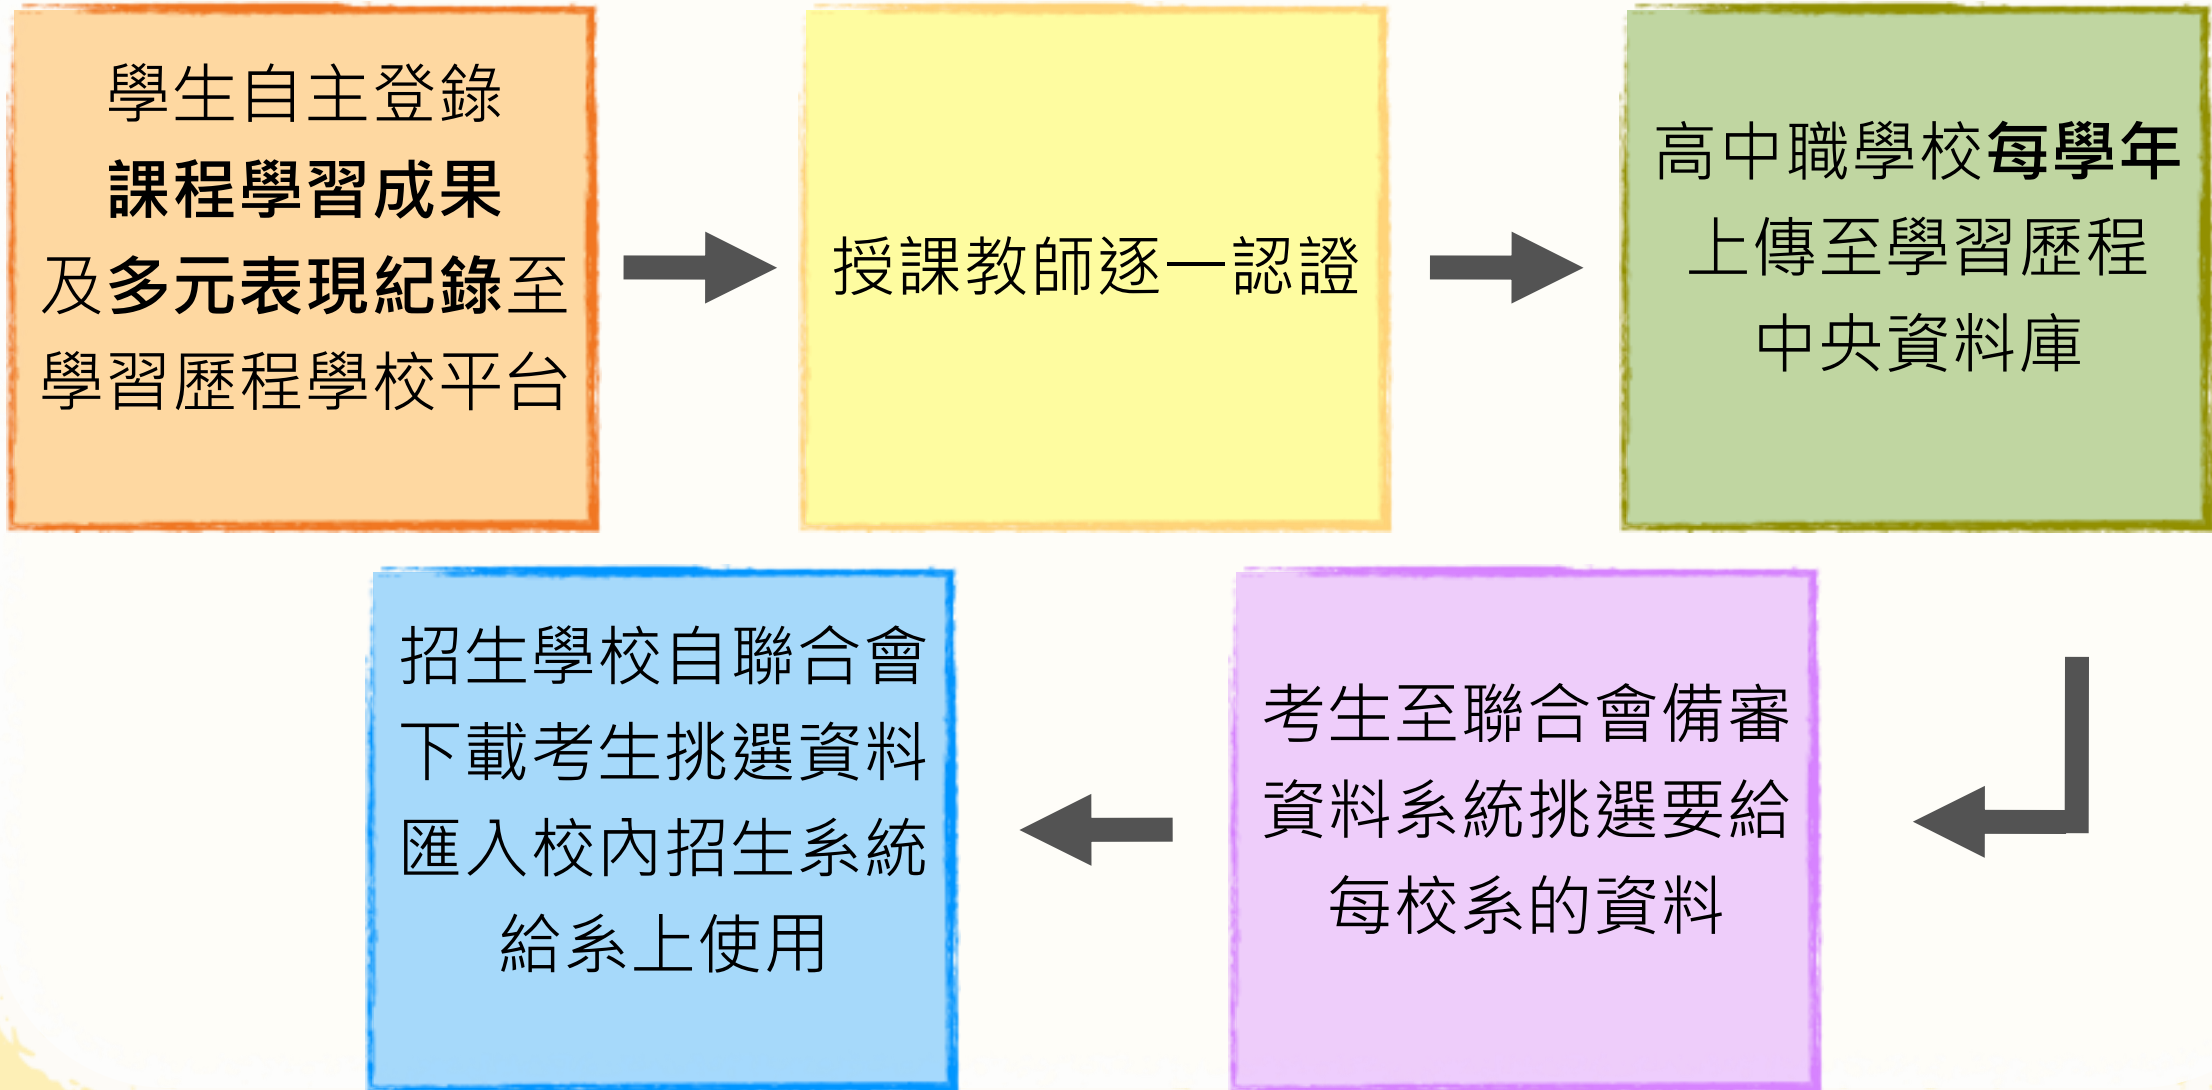 學生自主登錄
課程學習成果
及多元表現紀錄至
學習歷程學校平台
授課教師逐一認證
高中職學校每學年
上傳至學習歷程
中央資料庫
考生至聯合會備審
資料系統挑選要給
每校系的資料
招生學校自聯合會
下載考生挑選資料
匯入校內招生系統
給系上使用